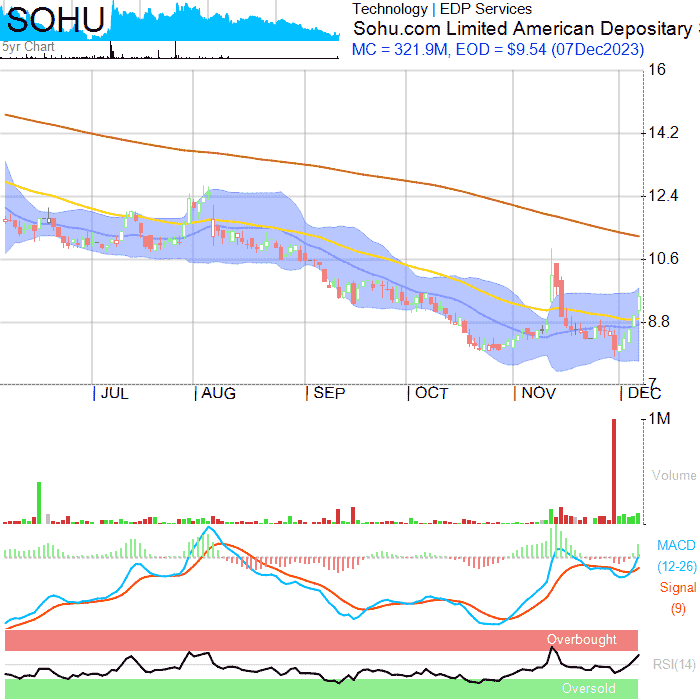 SOHU
5yr Chart
Technology | EDP Services
Sohu.com Limited American Depositary
MC = 321.9M, EOD = $9.54 (07Dec2023)
16
14.2
12.4
10.6
8.8
7
JUL AUG SEP OCT NOV DEC
1M
Volume
MACD
(12-26)
Signal
(9)
Overbought
RSI(14)
Oversold